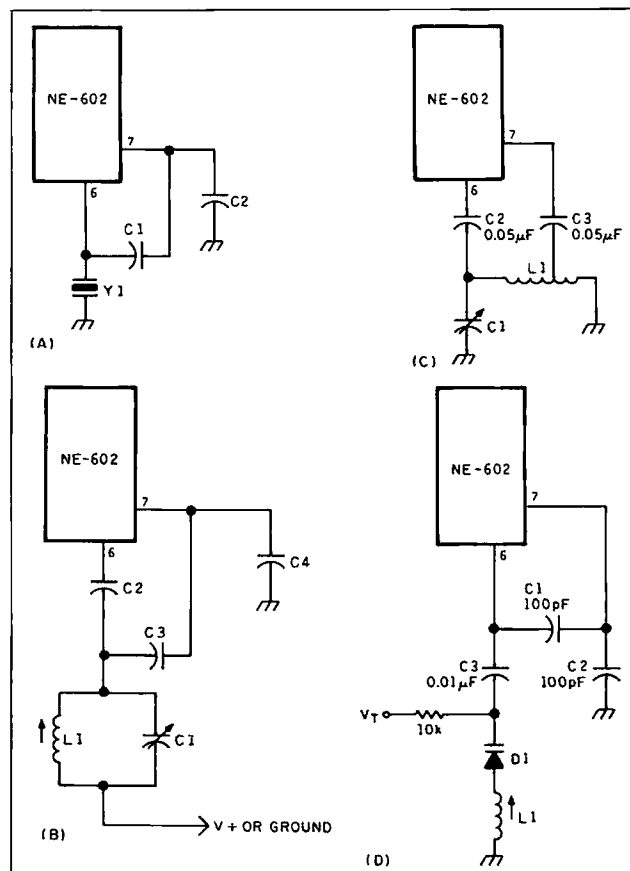 NE-602
7
6
C1
C2
Y1
(A)
NE-602
7
6
C2
0.05µF
C3
0.05µF
L1
C1
(C)
NE-602
7
6
C2
C4
C3
L1
C1
V+ OR GROUND
(B)
NE-602
7
6
C1
100pF
C3
0.01µF
C2
100pF
VT
10k
D1
L1
(D)